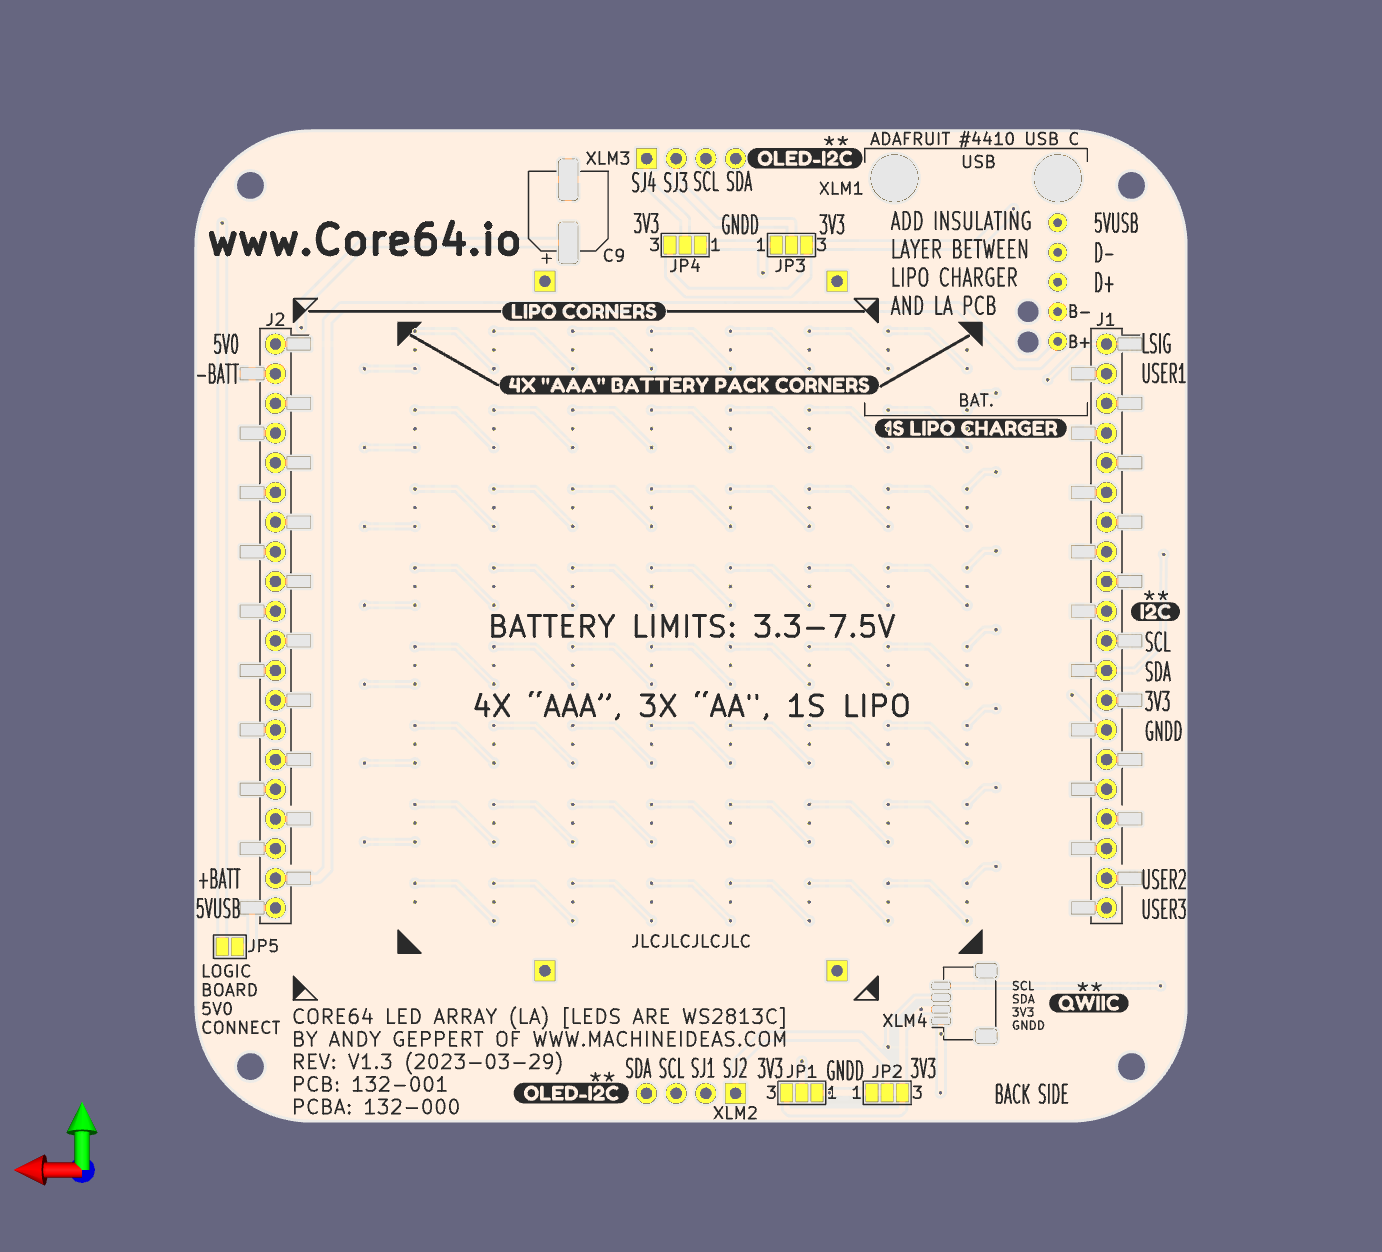 ADAFRUIT #4410 USB C
**
XLM3
OLED-I2C
USB
SJ4 SJ3 SCL SDA
XLM1
3V3 GNDD 3V3
3 1 1 3
JP4 JP3
www.Core64.io
+
C9
ADD INSULATING
LAYER BETWEEN
LIPO CHARGER
AND LA PCB
5VUSB
D-
D+
B-
B+
LIPO CORNERS
J2
J1
5V0
-BATT
LSIG
USER1
4X "AAA" BATTERY PACK CORNERS
BAT.
1S LIPO CHARGER
**
I2C
BATTERY LIMITS: 3.3-7.5V
SCL
SDA
3V3
GNDD
4X "AAA", 3X "AA", 1S LIPO
+BATT
5VUSB
USER2
USER3
JP5
JLCJLCJLCJLC
LOGIC
BOARD
5V0
CONNECT
SCL
SDA
3V3
GNDD
**
QWIIC
XLM4
CORE64 LED ARRAY (LA) [LEDS ARE WS2813C]
BY ANDY GEPPERT OF WWW.MACHINEIDEAS.COM
REV: V1.3 (2023-03-29)
PCB: 132-001
PCBA: 132-000
**
OLED-I2C
SDA SCL SJ1 SJ2
XLM2
3V3 JP1 GNDD JP2 3V3
3 1 1 3
BACK SIDE